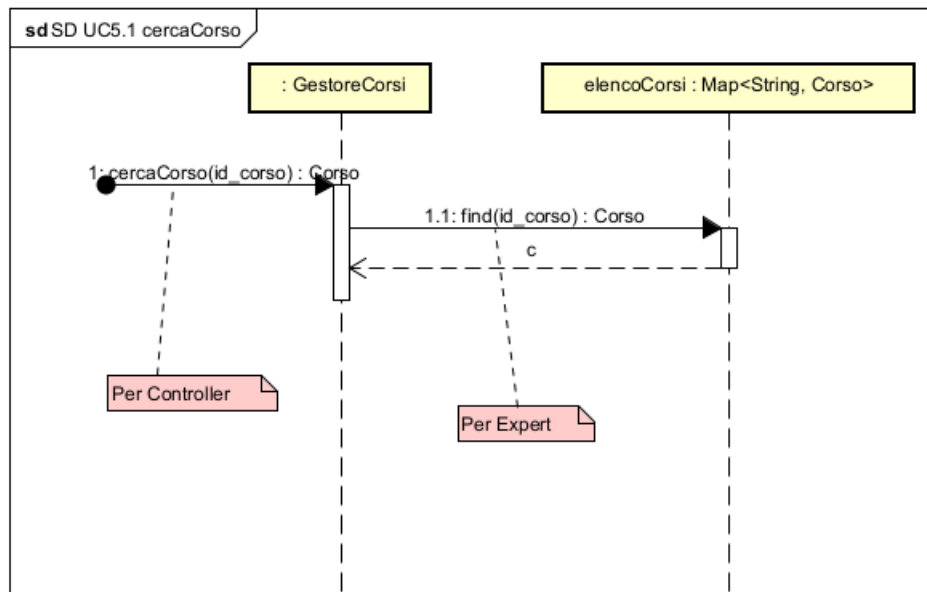 sd SD UC5.1 cercaCorso
: GestoreCorsi
elencoCorsi : Map<String, Corso>
1: cercaCorso(id_corso) : Corso
1.1: find(id_corso) : Corso
c
Per Controller
Per Expert